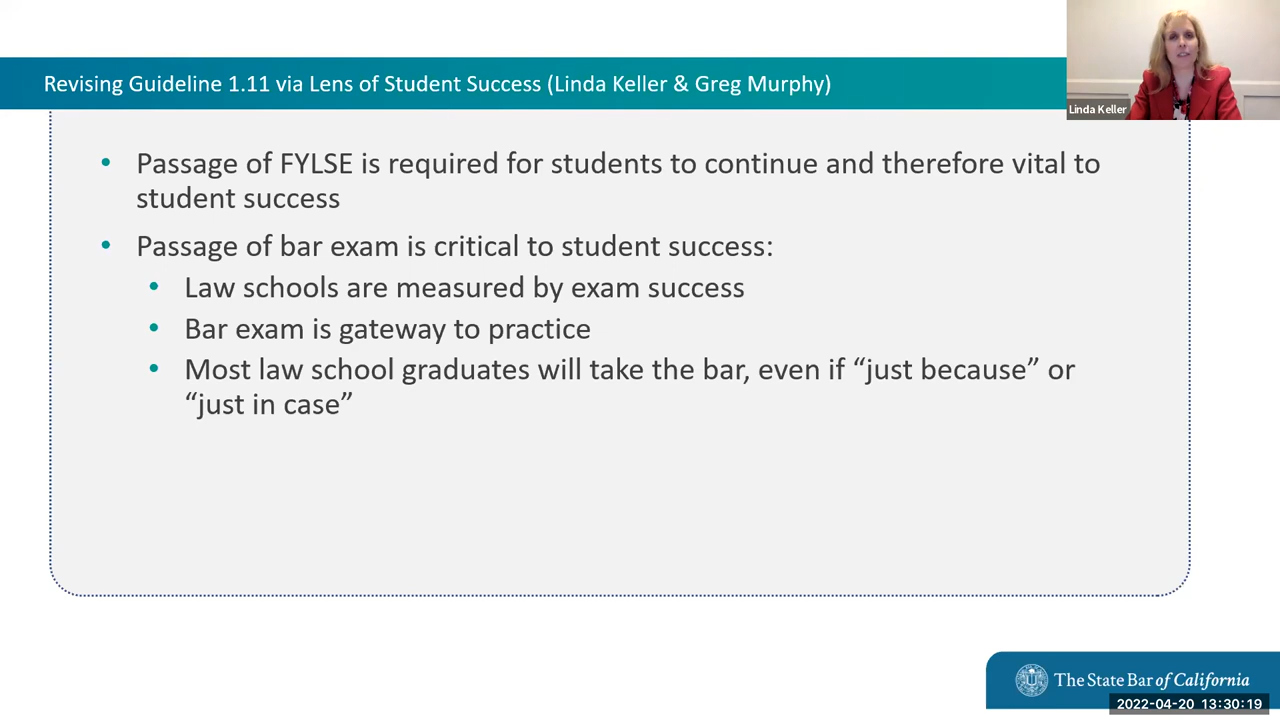 Revising Guideline 1.11 via Lens of Student Success (Linda Keller & Greg Murphy)
Linda Keller
• Passage of FYLSE is required for students to continue and therefore vital to
student success
• Passage of bar exam is critical to student success:
• Law schools are measured by exam success
• Bar exam is gateway to practice
• Most law school graduates will take the bar, even if “just because” or
“just in case”
The State Bar of California
2022-04-20 13:30:19